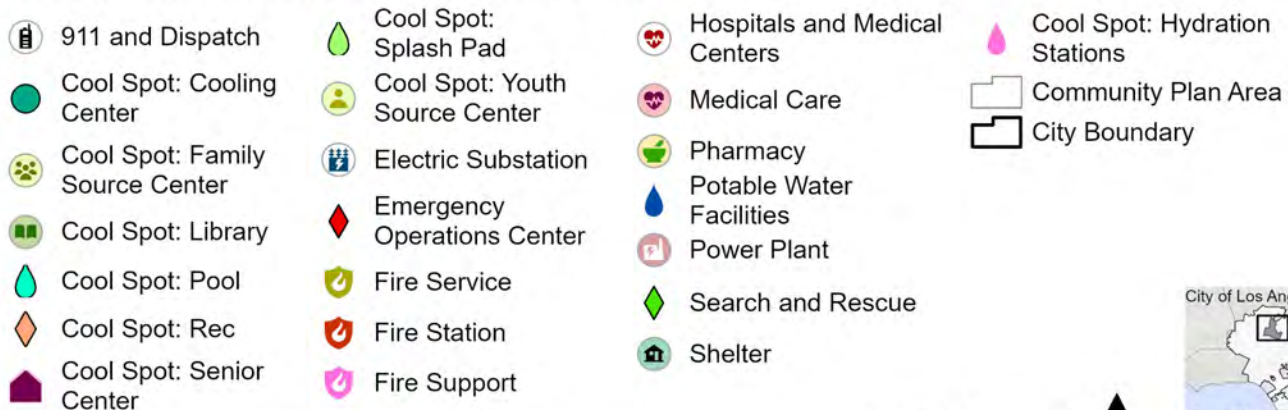 911 and Dispatch
Cool Spot: Cooling
Center
Cool Spot: Family
Source Center
Cool Spot: Library
Cool Spot: Pool
Cool Spot: Rec
Cool Spot: Senior
Center
Cool Spot:
Splash Pad
Cool Spot: Youth
Source Center
Electric Substation
Emergency
Operations Center
Fire Service
Fire Station
Fire Support
Hospitals and Medical
Centers
Medical Care
Pharmacy
Potable Water
Facilities
Power Plant
Search and Rescue
Shelter
Cool Spot: Hydration
Stations
Community Plan Area
City Boundary
City of Los